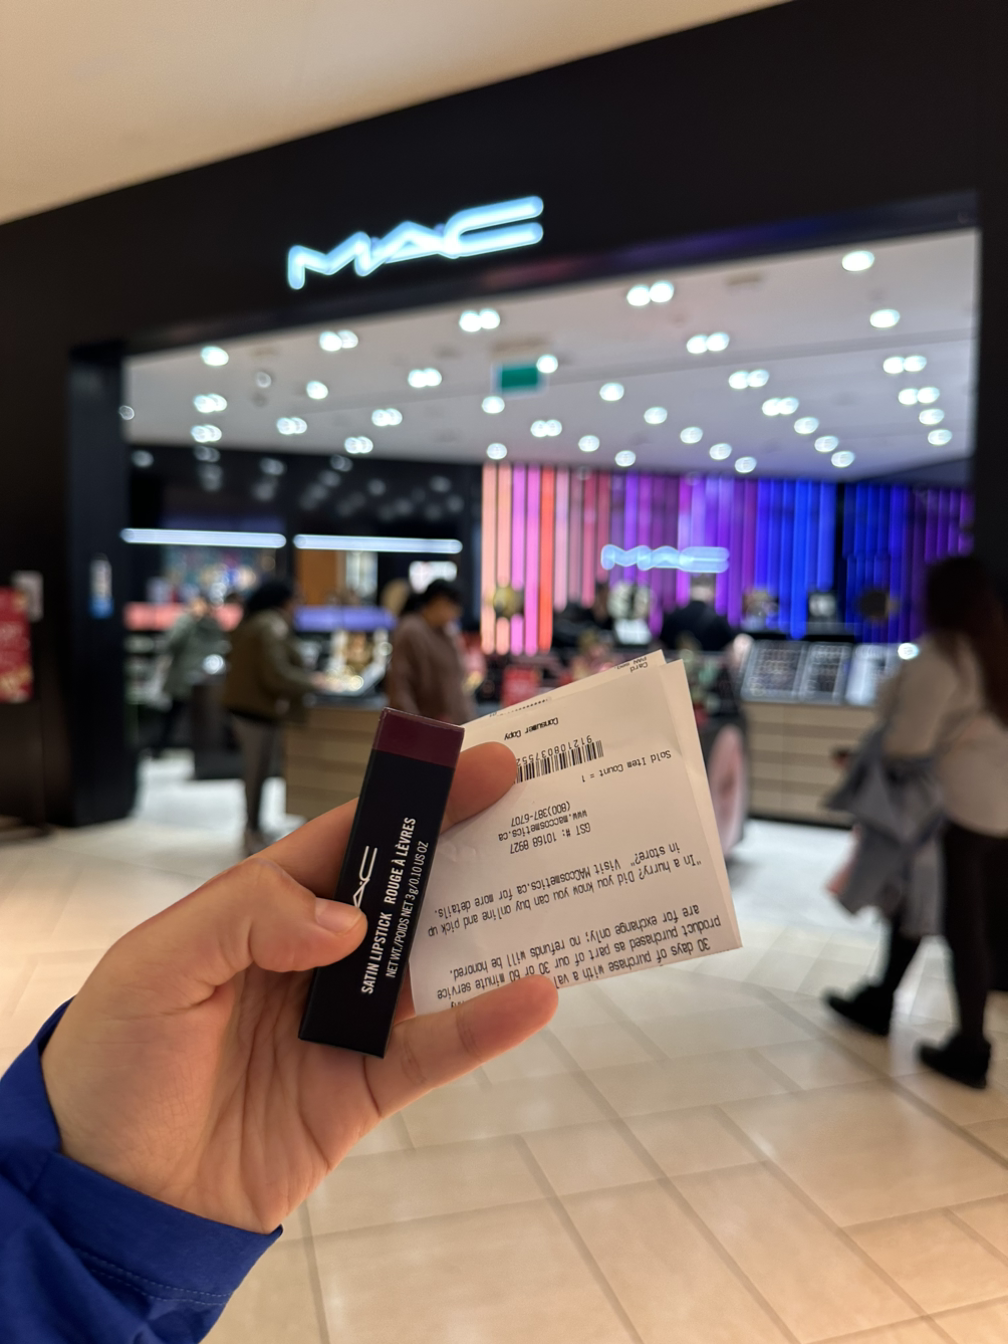 MAC
MAC
MAC
SATIN LIPSTICK ROUGE À LÈVRES
NET WT./POIDS NET 3 g/0.10 US OZ
30 days of purchase with a
product purchased as part of our 30 or 60 minute service
are for exchange only; no refunds will be honored.
"In a hurry? Did you know you can buy online and pick up
in store?" Visit MACcosmetics.ca for more details.
GST #: 10168 8927
www.maccosmetics.ca
(800)387-6707
Sold Item Count = 1
Consumer Copy
Card